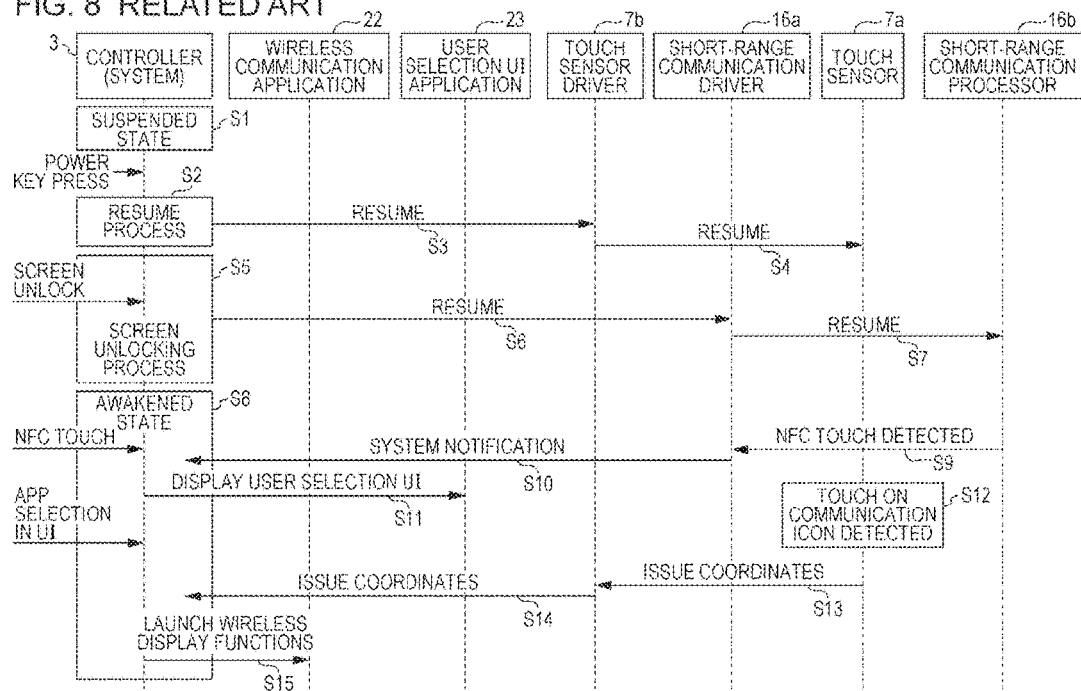 FIG. 8 RELATED ART
3
CONTROLLER
(SYSTEM)
22
WIRELESS
COMMUNICATION
APPLICATION
23
USER
SELECTION UI
APPLICATION
7b
TOUCH
SENSOR
DRIVER
16a
SHORT-RANGE
COMMUNICATION
DRIVER
7a
TOUCH
SENSOR
16b
SHORT-RANGE
COMMUNICATION
PROCESSOR
SUSPENDED
STATE
S1
POWER
KEY PRESS
S2
RESUME
PROCESS
RESUME
S3
RESUME
S4
SCREEN
UNLOCK
S5
SCREEN
UNLOCKING
PROCESS
RESUME
S6
RESUME
S7
AWAKENED
STATE
S8
NFC TOUCH
SYSTEM NOTIFICATION
S10
NFC TOUCH DETECTED
S9
DISPLAY USER SELECTION UI
S11
APP
SELECTION
IN UI
TOUCH ON
COMMUNICATION
ICON DETECTED
S12
ISSUE COORDINATES
S13
ISSUE COORDINATES
S14
LAUNCH WIRELESS
DISPLAY FUNCTIONS
S15